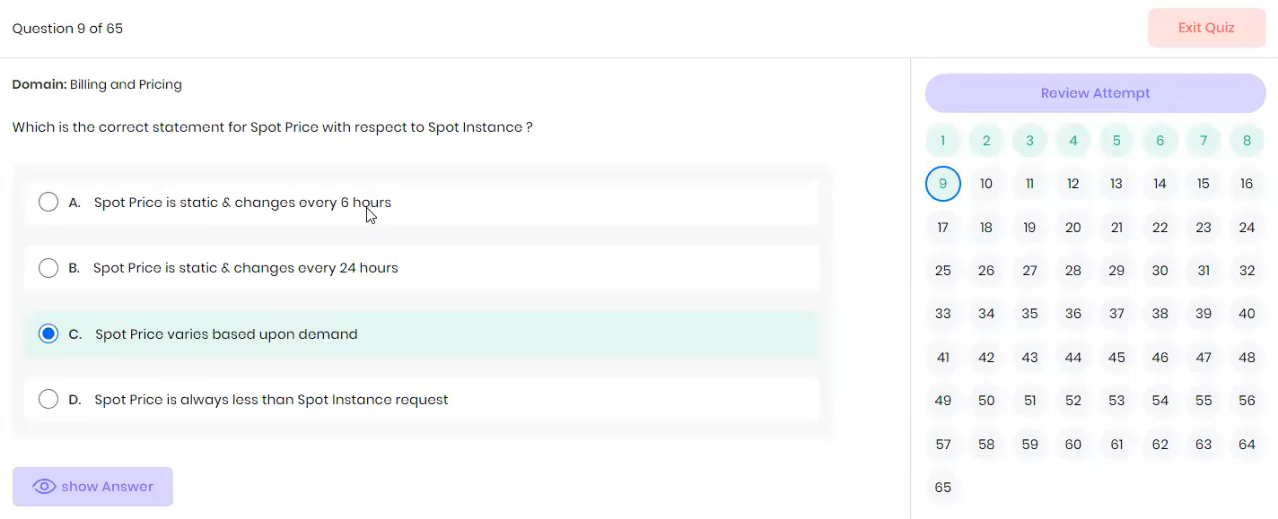 Question 9 of 65
Exit Quiz
Domain: Billing and Pricing
Which is the correct statement for Spot Price with respect to Spot Instance ?
A. Spot Price is static & changes every 6 hours
B. Spot Price is static & changes every 24 hours
C. Spot Price varies based upon demand
D. Spot Price is always less than Spot Instance request
show Answer
Review Attempt
1 2 3 4 5 6 7 8
9 10 11 12 13 14 15 16
17 18 19 20 21 22 23 24
25 26 27 28 29 30 31 32
33 34 35 36 37 38 39 40
41 42 43 44 45 46 47 48
49 50 51 52 53 54 55 56
57 58 59 60 61 62 63 64
65